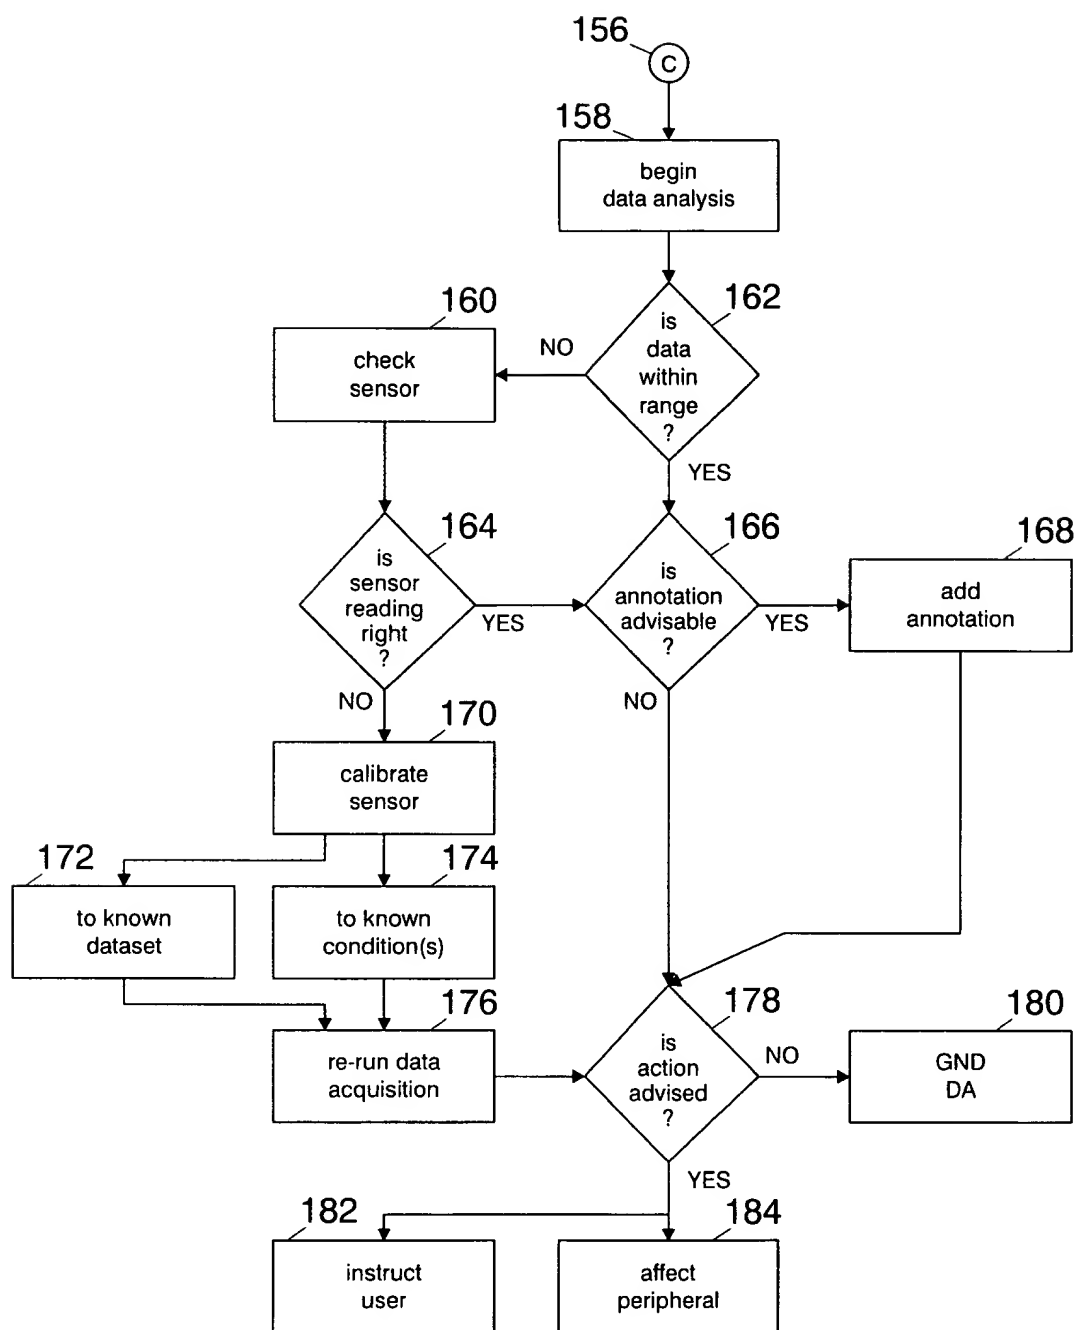 156
C
158
begin
data analysis
160
162
check
sensor
NO
is
data
within
range
?
YES
164
166
168
is
sensor
reading
right
?
YES
is
annotation
advisable
?
YES
add
annotation
NO
NO
170
calibrate
sensor
172
174
to known
dataset
to known
condition(s)
176
178
180
re-run data
acquisition
is
action
advised
?
NO
GND
DA
YES
182
184
instruct
user
affect
peripheral